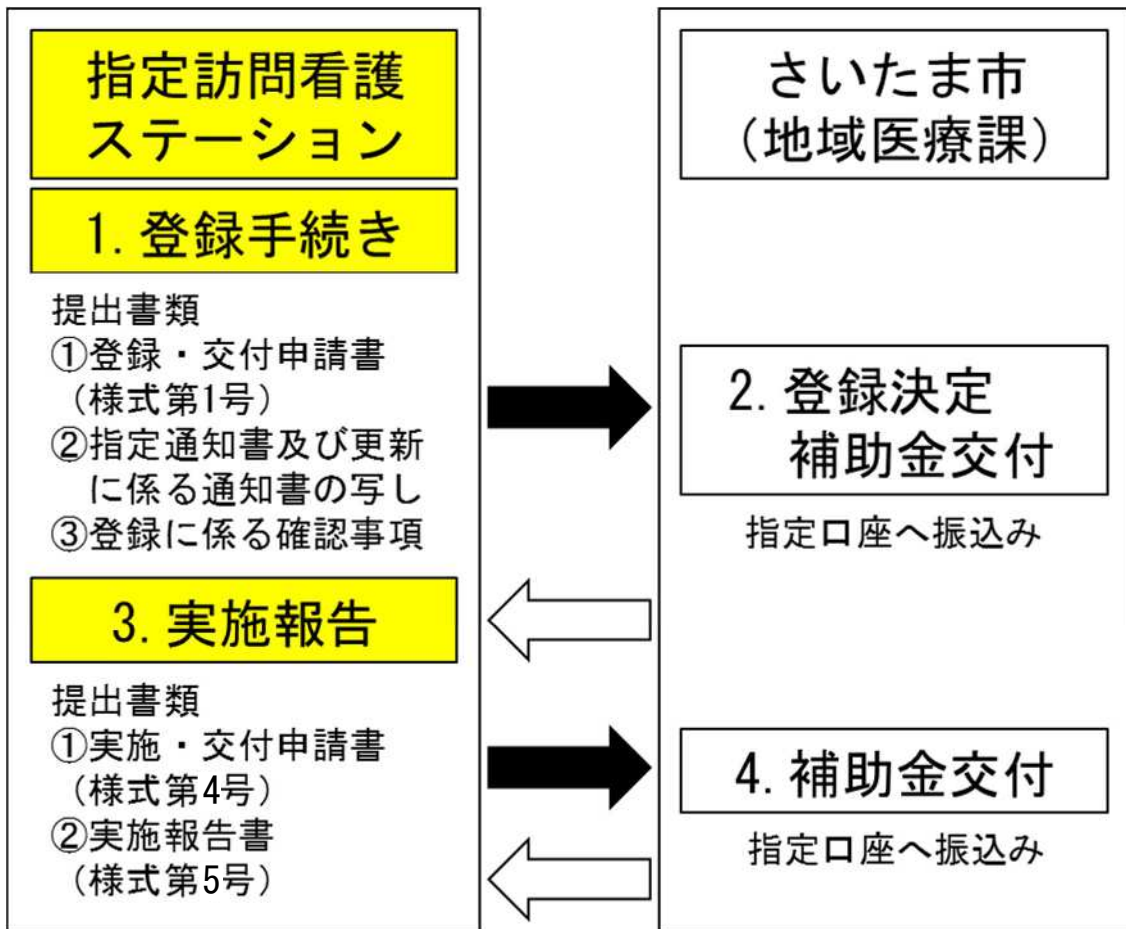 指定訪問看護
ステーション
1. 登録手続き
提出書類
①登録・交付申請書
（様式第1号）
②指定通知書及び更新
に係る通知書の写し
③登録に係る確認事項
3. 実施報告
提出書類
①実施・交付申請書
（様式第4号）
②実施報告書
（様式第5号）
さいたま市
（地域医療課）
2. 登録決定
補助金交付
指定口座へ振込み
4. 補助金交付
指定口座へ振込み